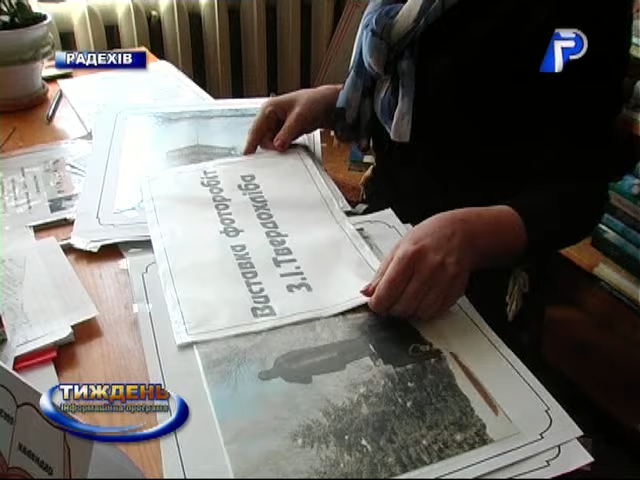 РАДЕХІВ
Виставка фоторобіт
З.І.Твердохліба
ТИЖДЕНЬ
інформаційна програма